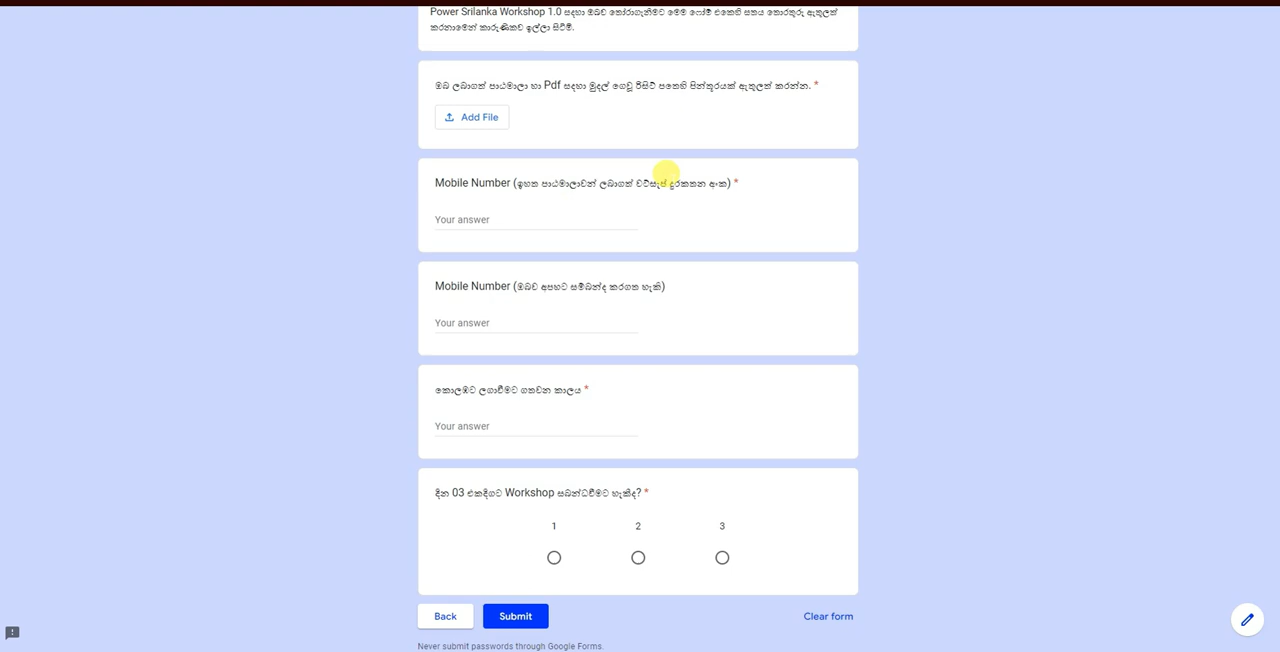 Power Srilanka Workshop 1.0 සදහා ඔබව තෝරාගැනීමට මෙම ෆෝම් එකෙහි සත්‍ය තොරතුරු ඇතුලත්
කරනාමෙන් කාරුණිකව ඉල්ලා සිටිමි.
ඔබ ලබාගත් පාඨමාලා හා Pdf සදහා මුදල් ගෙවූ රිසිට් පතෙහි පින්තූරයක් ඇතුලත් කරන්න. *
Add File
Mobile Number (ඉහත පාඨමාලාවන් ලබාගත් වට්සැප් දුරකතන අංක) *
Your answer
Mobile Number (ඔබව අපහට සම්බන්ද කරගත හැකි)
Your answer
කොලඹට ලගාවීමට ගතවන කාලය *
Your answer
දින 03 එකදිගට Workshop සබන්ධවීමට හැකිද? *
1 2 3
Back Submit Clear form
Never submit passwords through Google Forms.